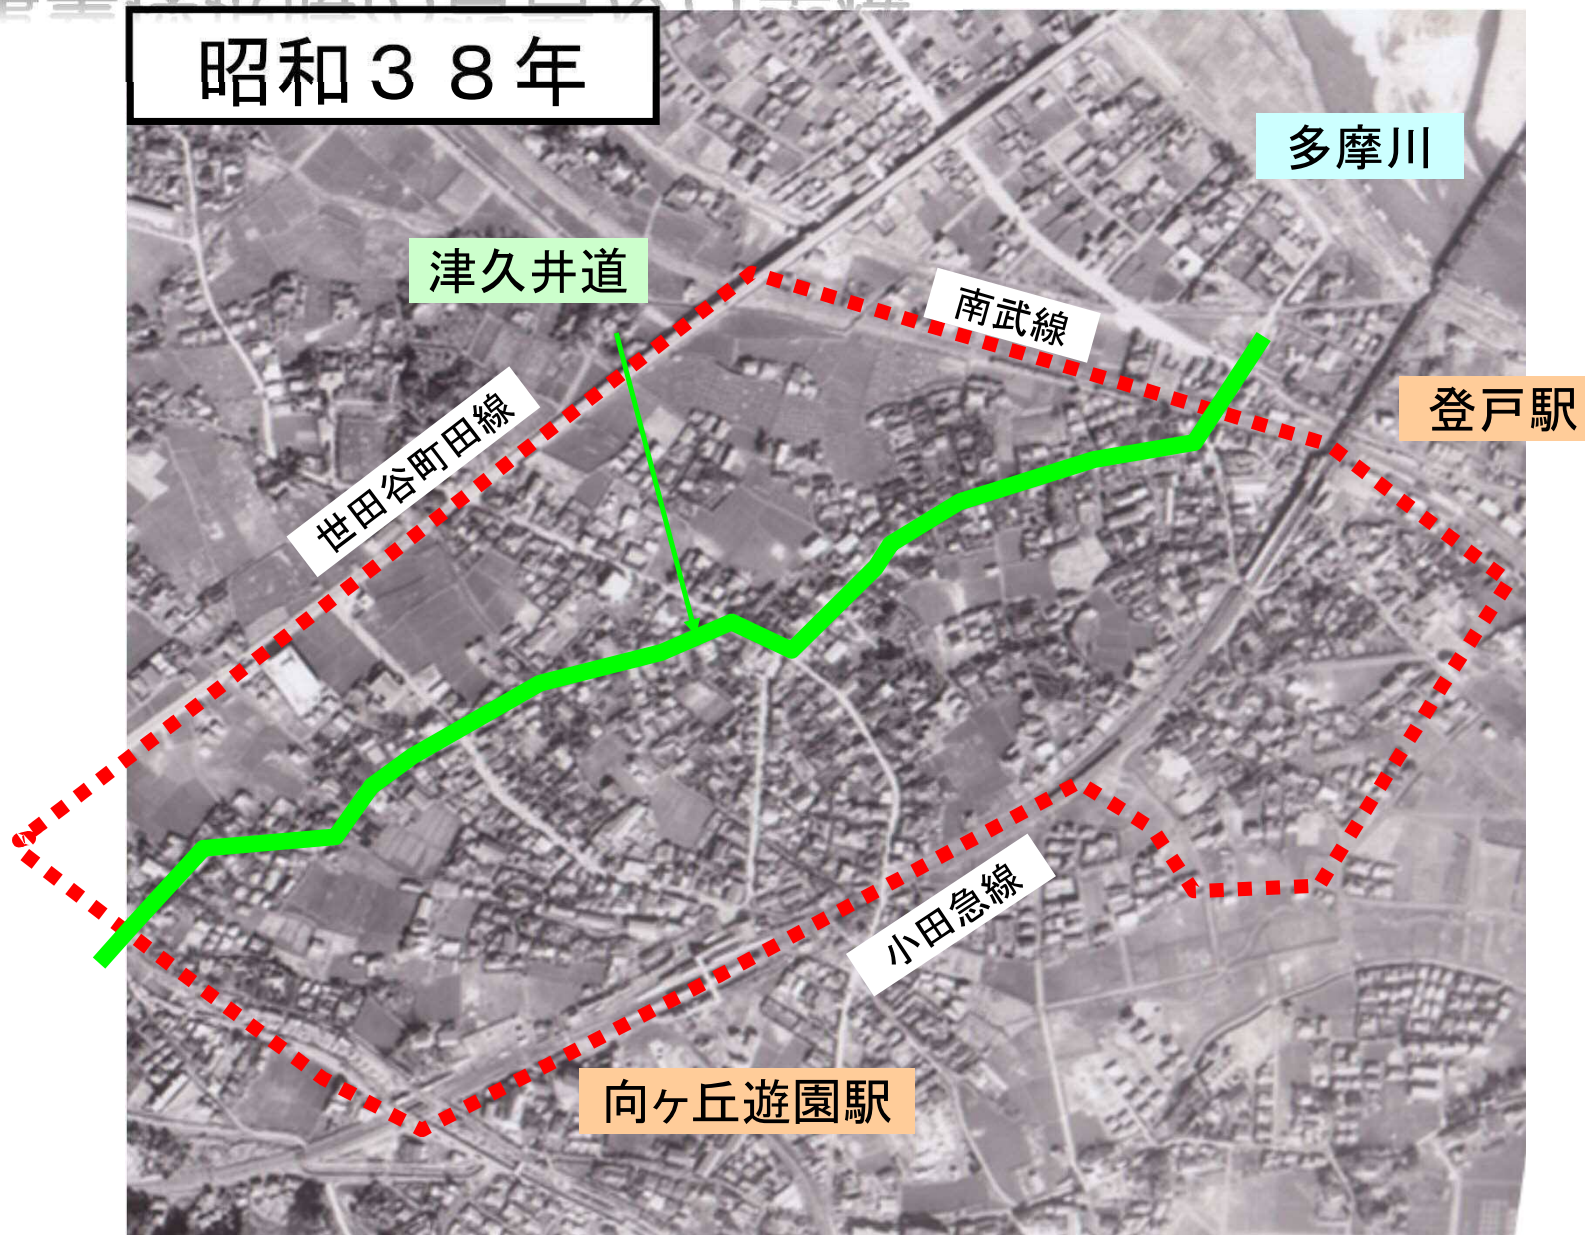 昭和３８年
多摩川
津久井道
南武線
登戸駅
世田谷町田線
小田急線
向ヶ丘遊園駅